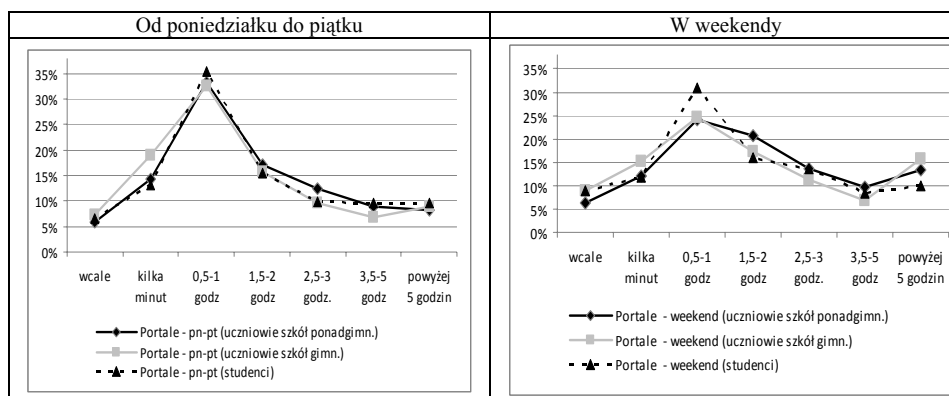 Od poniedziałku do piątku
35%
30%
25%
20%
15%
10%
5%
0%
wcale
kilka minut
0,5-1 godz
1,5-2 godz
2,5-3 godz.
3,5-5 godz
powyżej 5 godzin
Portale - pn-pt (uczniowie szkół ponadgimn.)
Portale - pn-pt (uczniowie szkół gimn.)
Portale - pn-pt (studenci)
W weekendy
35%
30%
25%
20%
15%
10%
5%
0%
wcale
kilka minut
0,5-1 godz
1,5-2 godz
2,5-3 godz.
3,5-5 godz
powyżej 5 godzin
Portale - weekend (uczniowie szkół ponadgimn.)
Portale - weekend (uczniowie szkół gimn.)
Portale - weekend (studenci)